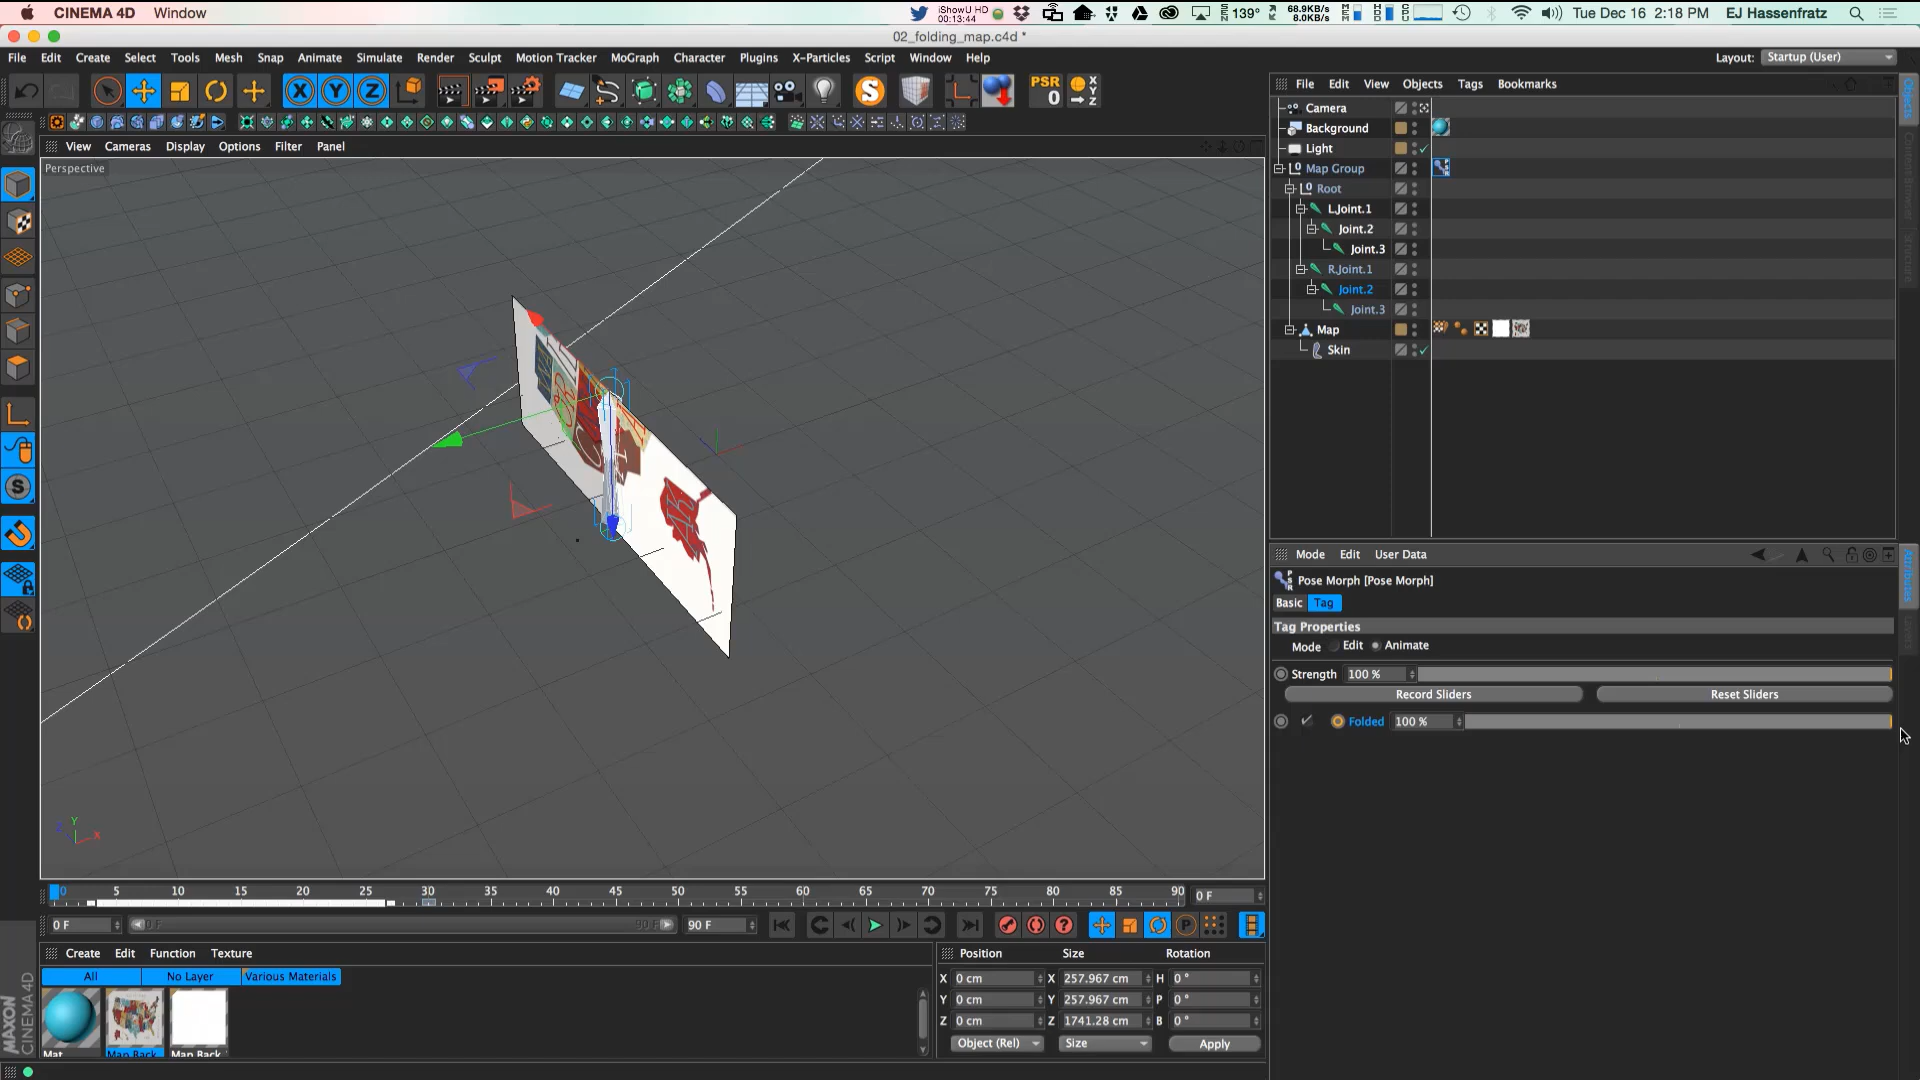 CINEMA 4D Window
iShowU HD
00:13:44
139°
68.9KB/s
8.0KB/s
Tue Dec 16 2:18 PM EJ Hassenfratz
02_folding_map.c4d *
File Edit Create Select Tools Mesh Snap Animate Simulate Render Sculpt Motion Tracker MoGraph Character Plugins X-Particles Script Window Help
Layout: Startup (User)
X Y Z
PSR
0
X
Y
Z
File Edit View Objects Tags Bookmarks
Objects
Content Browser
Structure
View Cameras Display Options Filter Panel
Perspective
Camera
Background
Light
Map Group
Root
L.Joint.1
Joint.2
Joint.3
R.Joint.1
Joint.2
Joint.3
Map
Skin
Mode Edit User Data
Attributes
Layers
Pose Morph [Pose Morph]
Basic Tag
Tag Properties
Mode Edit Animate
Strength 100 %
Record Sliders Reset Sliders
Folded 100 %
Y
Z X
0 5 10 15 20 25 30 35 40 45 50 55 60 65 70 75 80 85 90 0 F
0 F 0 F 90 F 90 F
Create Edit Function Texture
All No Layer Various Materials
Mat Map Back Map Back
MAXON
CINEMA 4D
Position Size Rotation
X 0 cm X 257.967 cm H 0 °
Y 0 cm Y 257.967 cm P 0 °
Z 0 cm Z 1741.28 cm B 0 °
Object (Rel) Size Apply